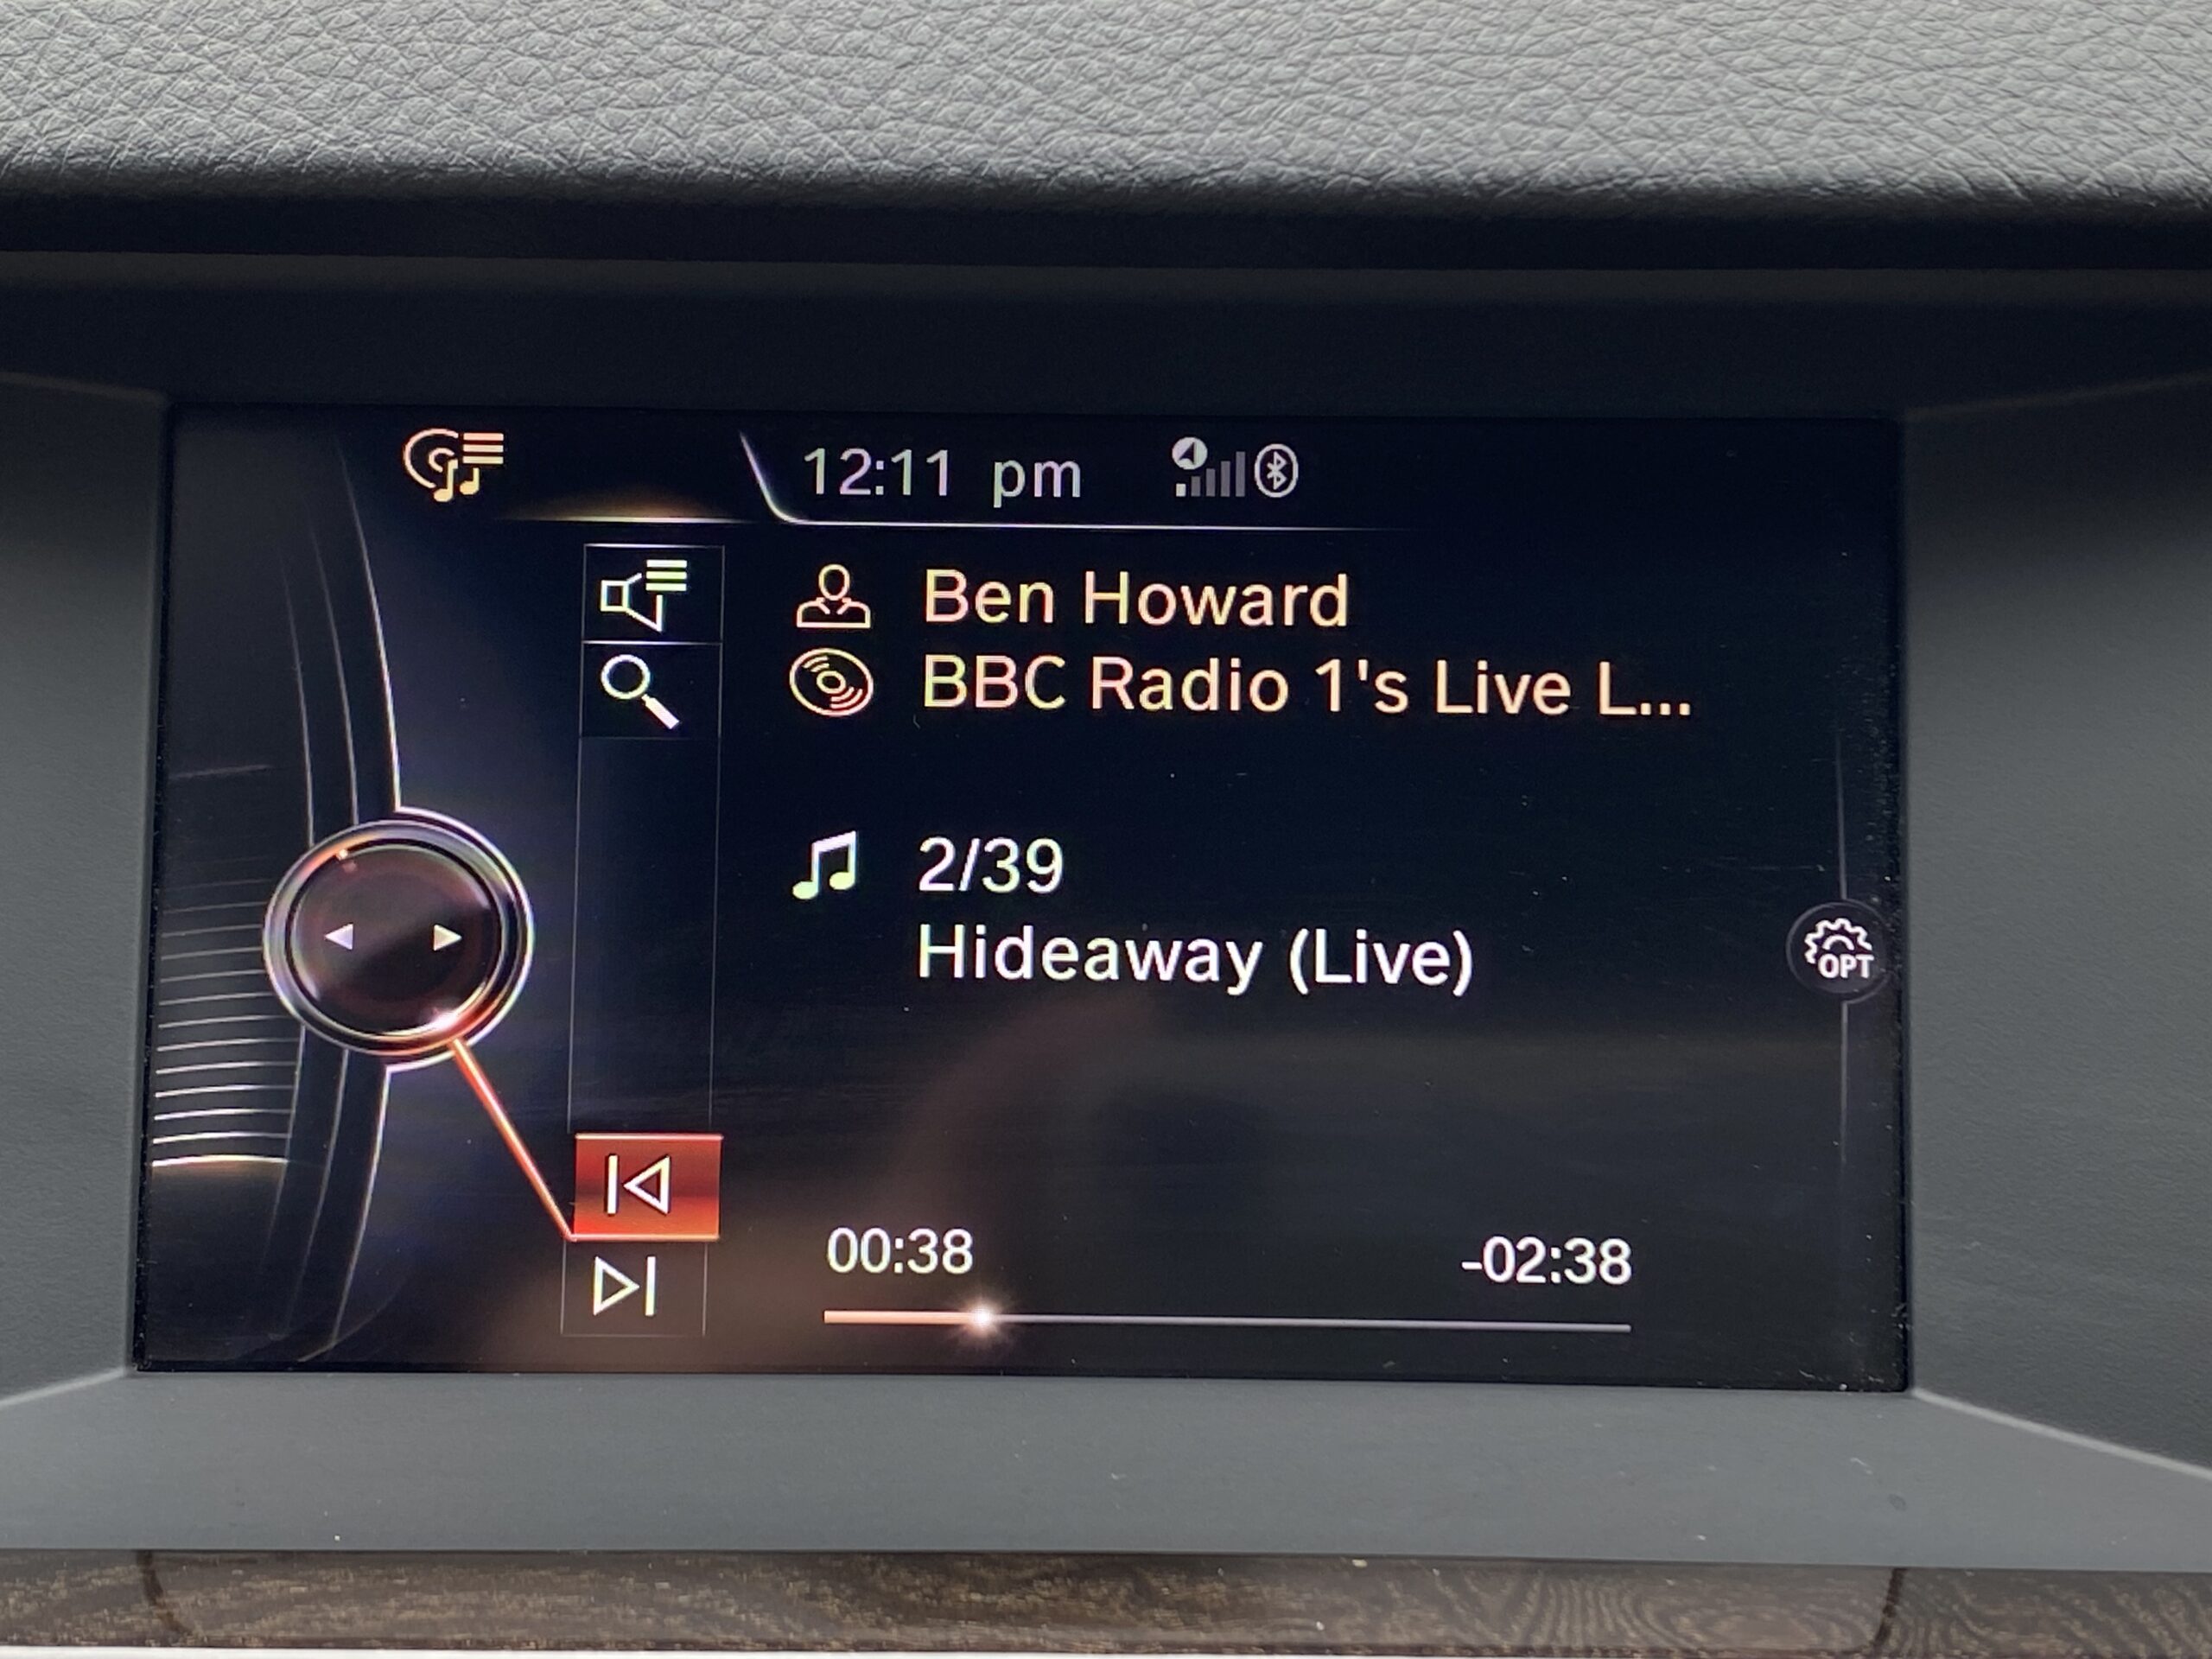 12:11 pm
Ben Howard
BBC Radio 1's Live L...
2/39
Hideaway (Live)
OPT
00:38
-02:38